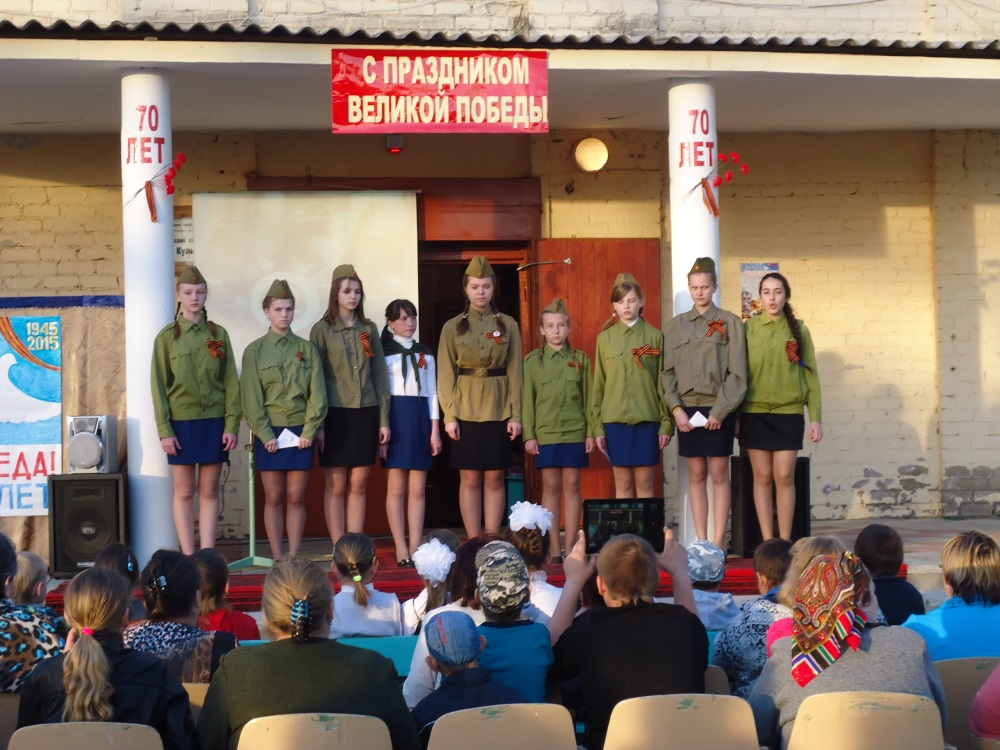 С ПРАЗДНИКОМ
ВЕЛИКОЙ ПОБЕДЫ
70
ЛЕТ
70
ЛЕТ
1945
2015
ЕДА!
ЛЕТ